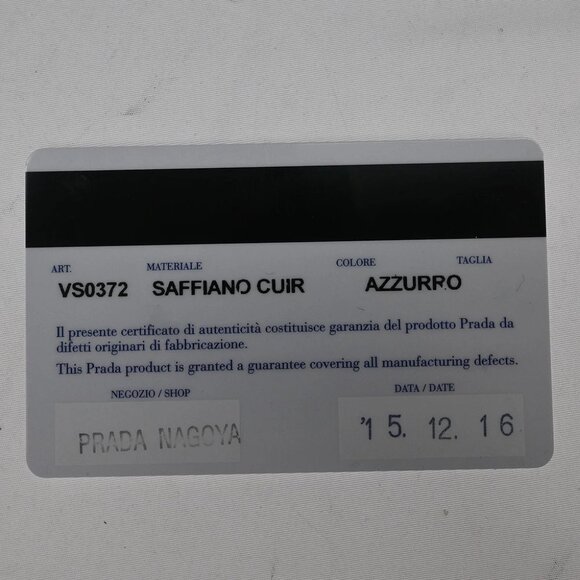 ART. MATERIALE COLORE TAGLIA
VS0372 SAFFIANO CUIR AZZURRO
Il presente certificato di autenticità costituisce garanzia del prodotto Prada da
difetti originari di fabbricazione.
This Prada product is granted a guarantee covering all manufacturing defects.
NEGOZIO / SHOP DATA / DATE
PRADA NAGOYA '15. 12. 16